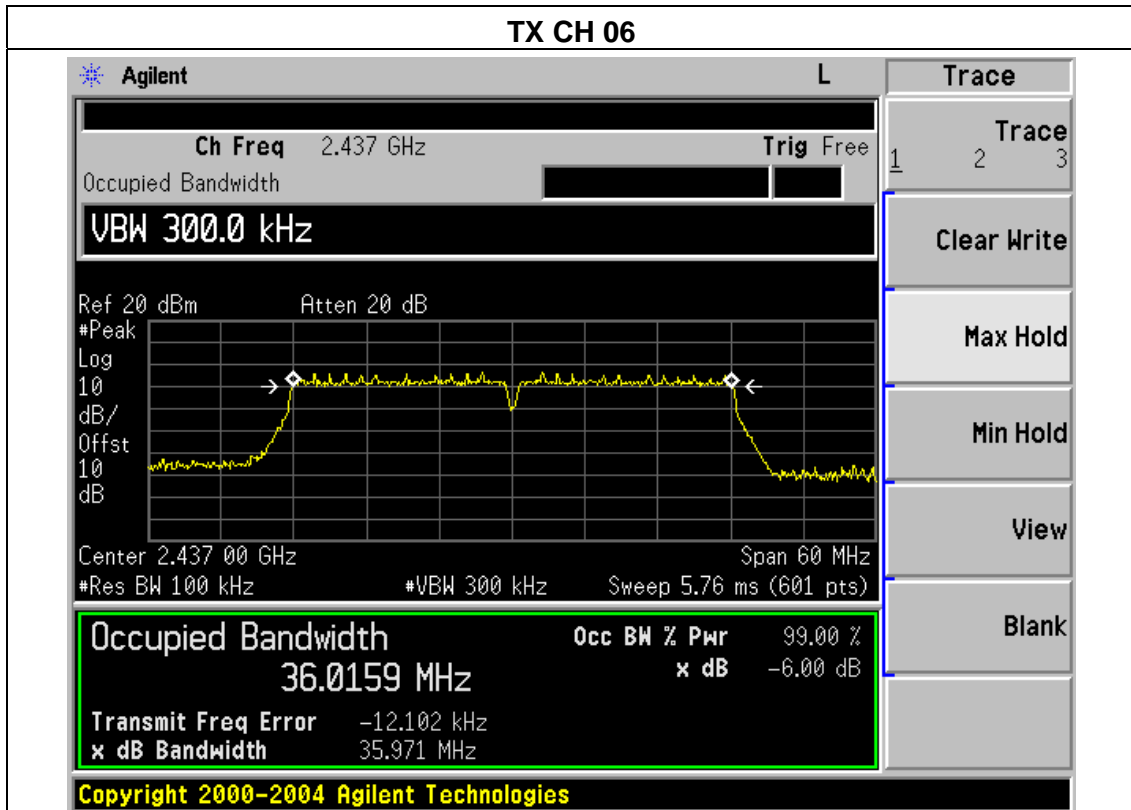 TX CH 06
Agilent L Trace
Ch Freq 2.437 GHz Trig Free
Occupied Bandwidth
Trace
1 2 3
VBW 300.0 kHz
Clear Write
Ref 20 dBm Atten 20 dB
#Peak
Log
10
dB/
Offst
10
dB
Max Hold
Min Hold
View
Center 2.437 00 GHz Span 60 MHz
#Res BW 100 kHz #VBW 300 kHz Sweep 5.76 ms (601 pts)
Blank
Occupied Bandwidth Occ BW % Pwr 99.00 %
36.0159 MHz x dB -6.00 dB
Transmit Freq Error -12.102 kHz
x dB Bandwidth 35.971 MHz
Copyright 2000-2004 Agilent Technologies